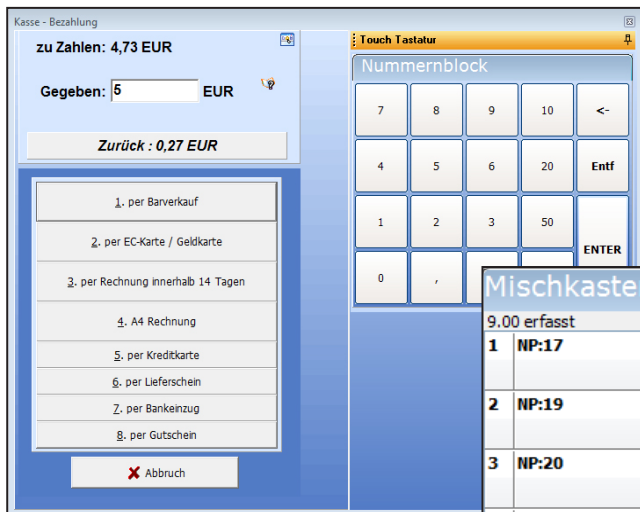 Kasse - Bezahlung
zu Zahlen: 4,73 EUR
Gegeben: 5 EUR
Zurück : 0,27 EUR
1. per Barverkauf
2. per EC-Karte / Geldkarte
3. per Rechnung innerhalb 14 Tagen
4. A4 Rechnung
5. per Kreditkarte
6. per Lieferschein
7. per Bankeinzug
8. per Gutschein
Abbruch
Touch Tastatur
Nummernblock
7 8 9 10 <-
4 5 6 20 Entf
1 2 3 50
ENTER
0 ,
Mischkaste
9.00 erfasst
1 NP:17
2 NP:19
3 NP:20